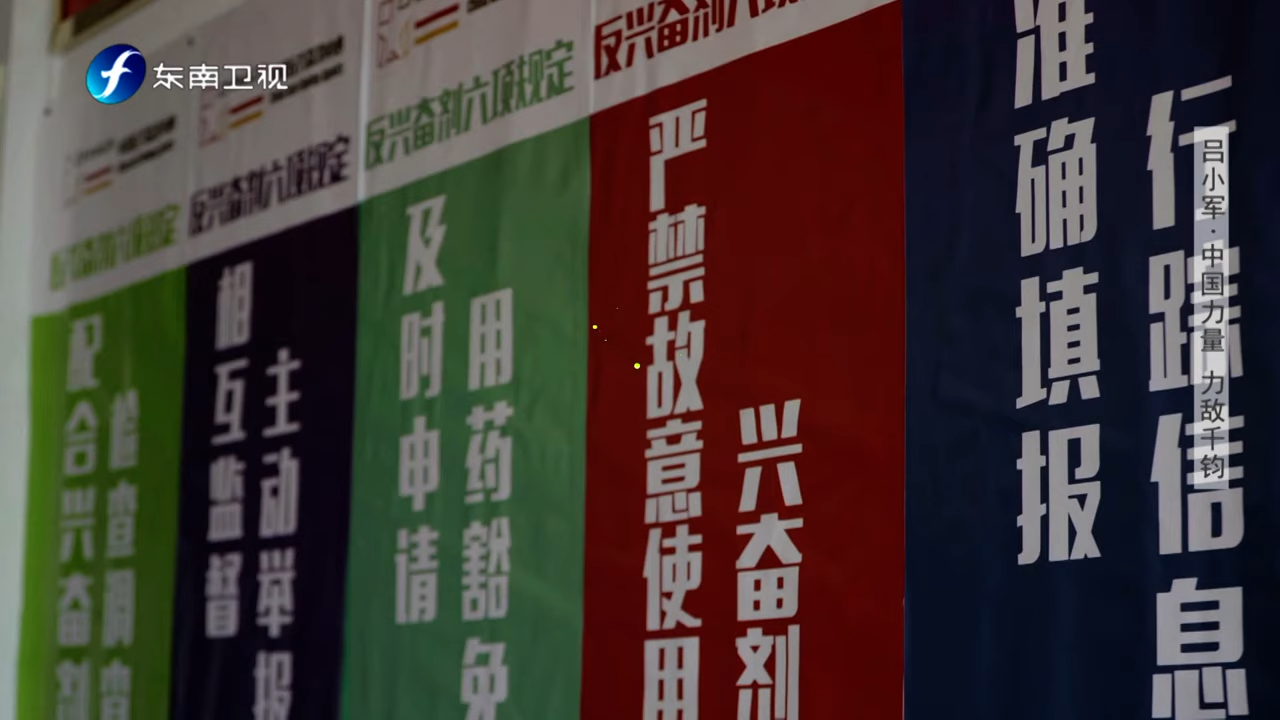 东南卫视
反兴奋剂六项规定
反兴奋剂六项规定
反兴奋剂六项规定
反兴奋剂六项规定
配合兴奋剂
检查调查
相互监督
主动举报
及时申请
用药豁免
严禁故意使用
兴奋剂
准确填报
行踪信息
吕小军·中国力量 力敌千钧